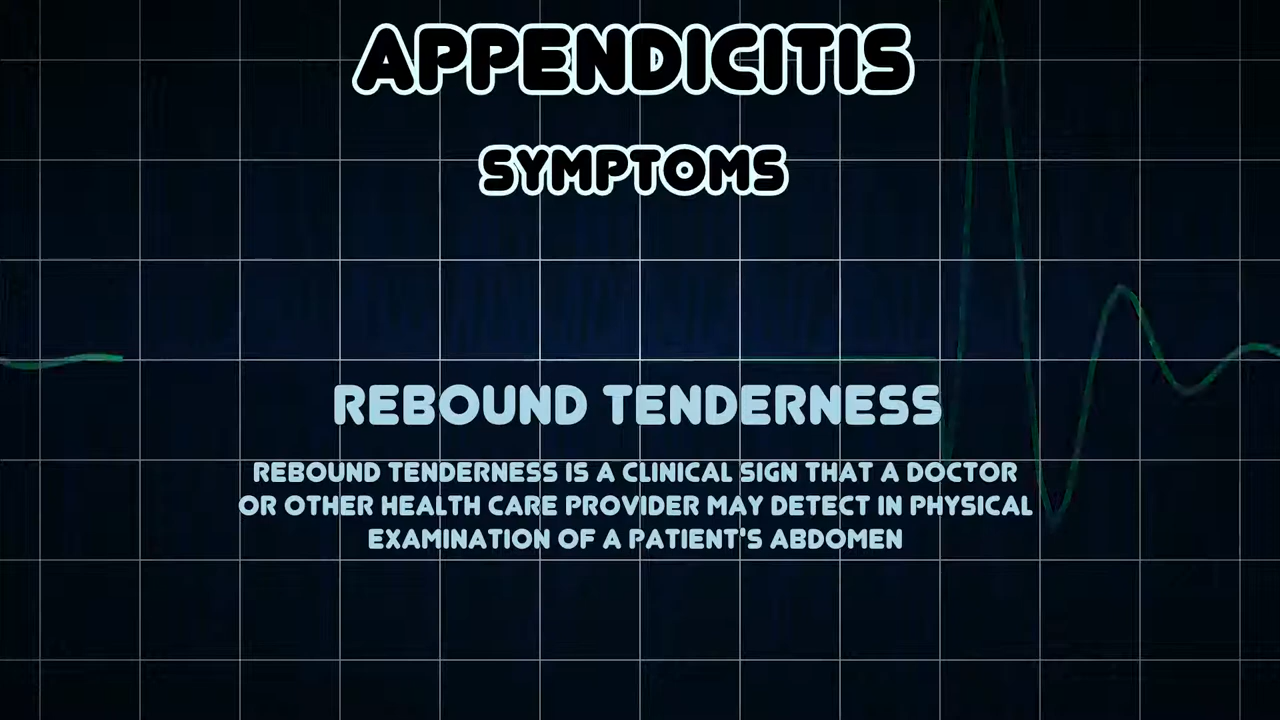 APPENDICITIS
SYMPTOMS
REBOUND TENDERNESS
REBOUND TENDERNESS IS A CLINICAL SIGN THAT A DOCTOR
OR OTHER HEALTH CARE PROVIDER MAY DETECT IN PHYSICAL
EXAMINATION OF A PATIENT'S ABDOMEN